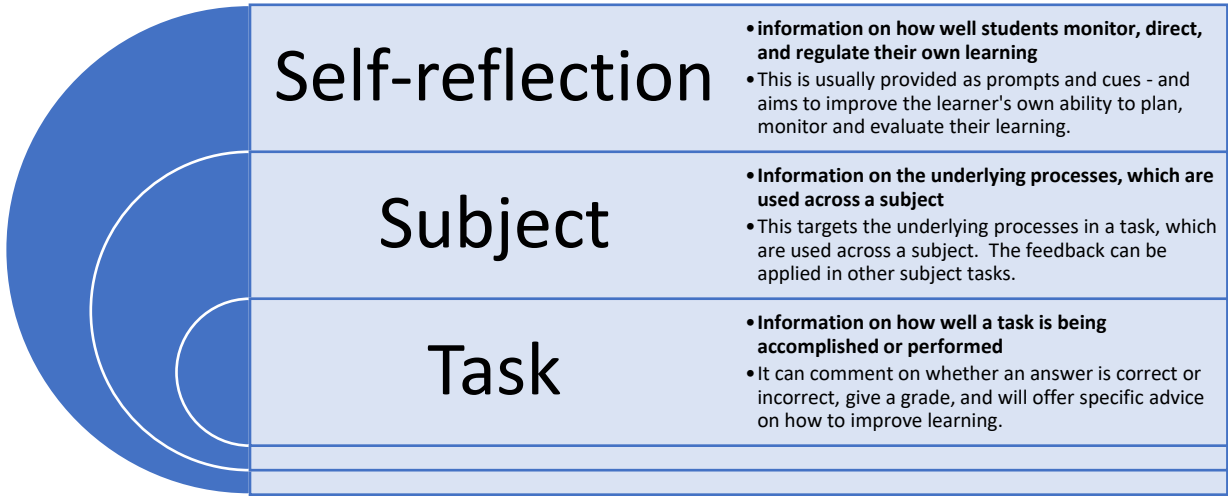 Self-reflection
•information on how well students monitor, direct,
and regulate their own learning
•This is usually provided as prompts and cues - and
aims to improve the learner's own ability to plan,
monitor and evaluate their learning.
Subject
•Information on the underlying processes, which are
used across a subject
•This targets the underlying processes in a task, which
are used across a subject.  The feedback can be
applied in other subject tasks.
Task
•Information on how well a task is being
accomplished or performed
•It can comment on whether an answer is correct or
incorrect, give a grade, and will offer specific advice
on how to improve learning.